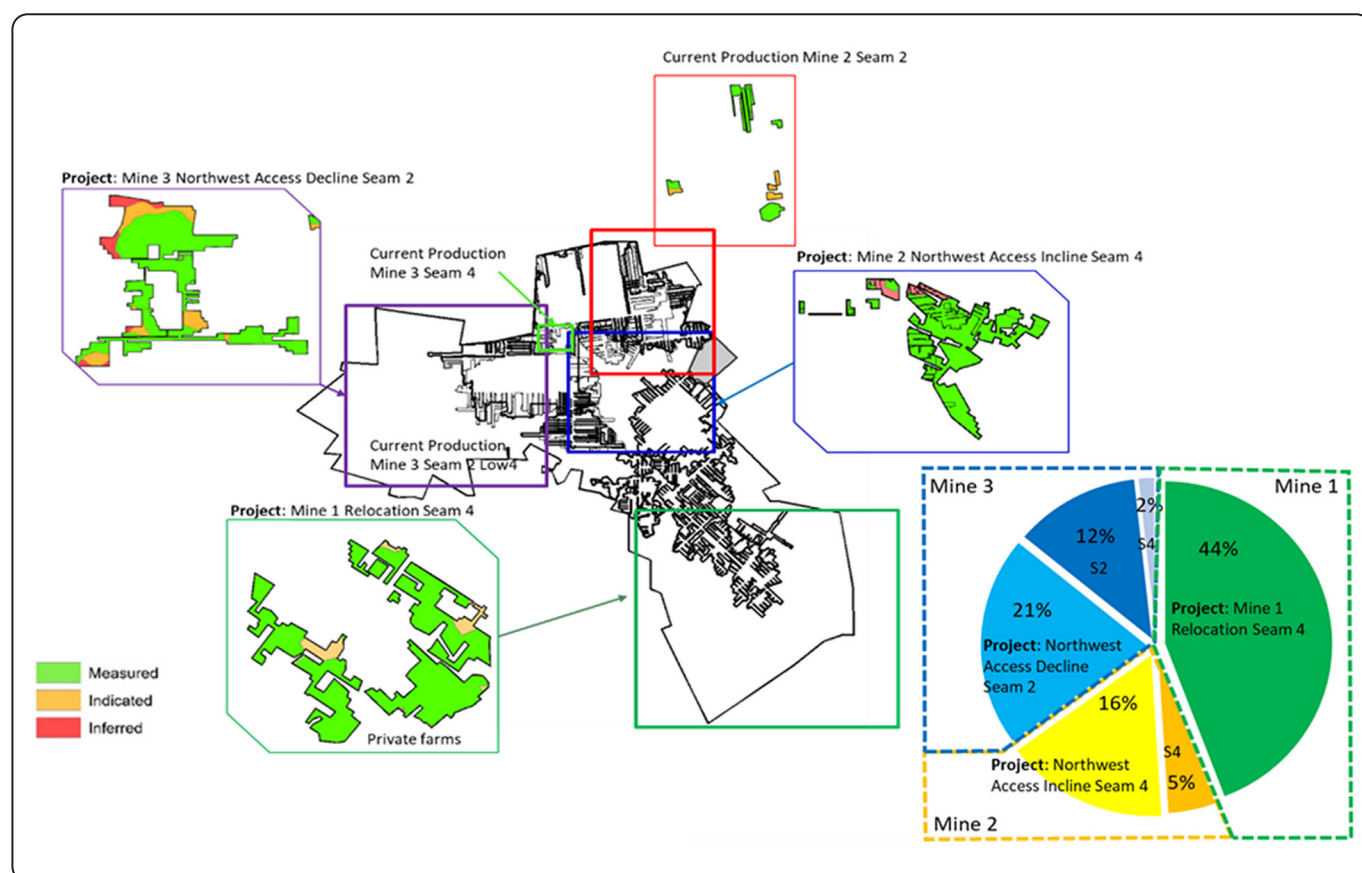 Current Production Mine 2 Seam 2
Project: Mine 3 Northwest Access Decline Seam 2
Current Production
Mine 3 Seam 4
Project: Mine 2 Northwest Access Incline Seam 4
Current Production
Mine 3 Seam 2 Low4
Project: Mine 1 Relocation Seam 4
Private farms
Measured
Indicated
Inferred
Mine 3
Mine 1
2%
S4
12%
S2
44%
Project: Mine 1
Relocation Seam 4
21%
Project: Northwest
Access Decline
Seam 2
16%
Project: Northwest
Access Incline Seam 4
S4
5%
Mine 2